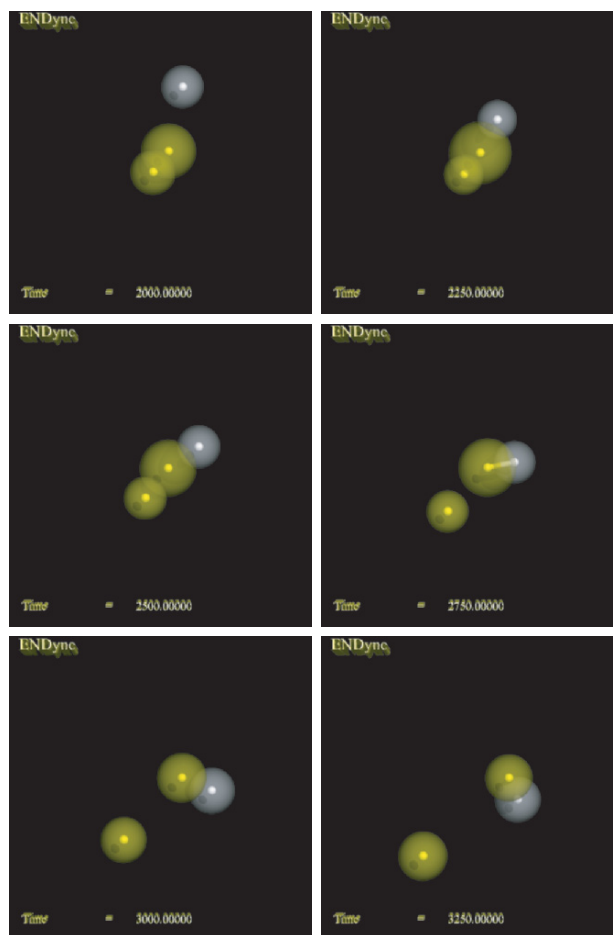 ENDyne
ENDyne
Time = 2000.00000
Time = 2250.00000
ENDyne
ENDyne
Time = 2500.00000
Time = 2750.00000
ENDyne
ENDyne
Time = 3000.00000
Time = 3250.00000